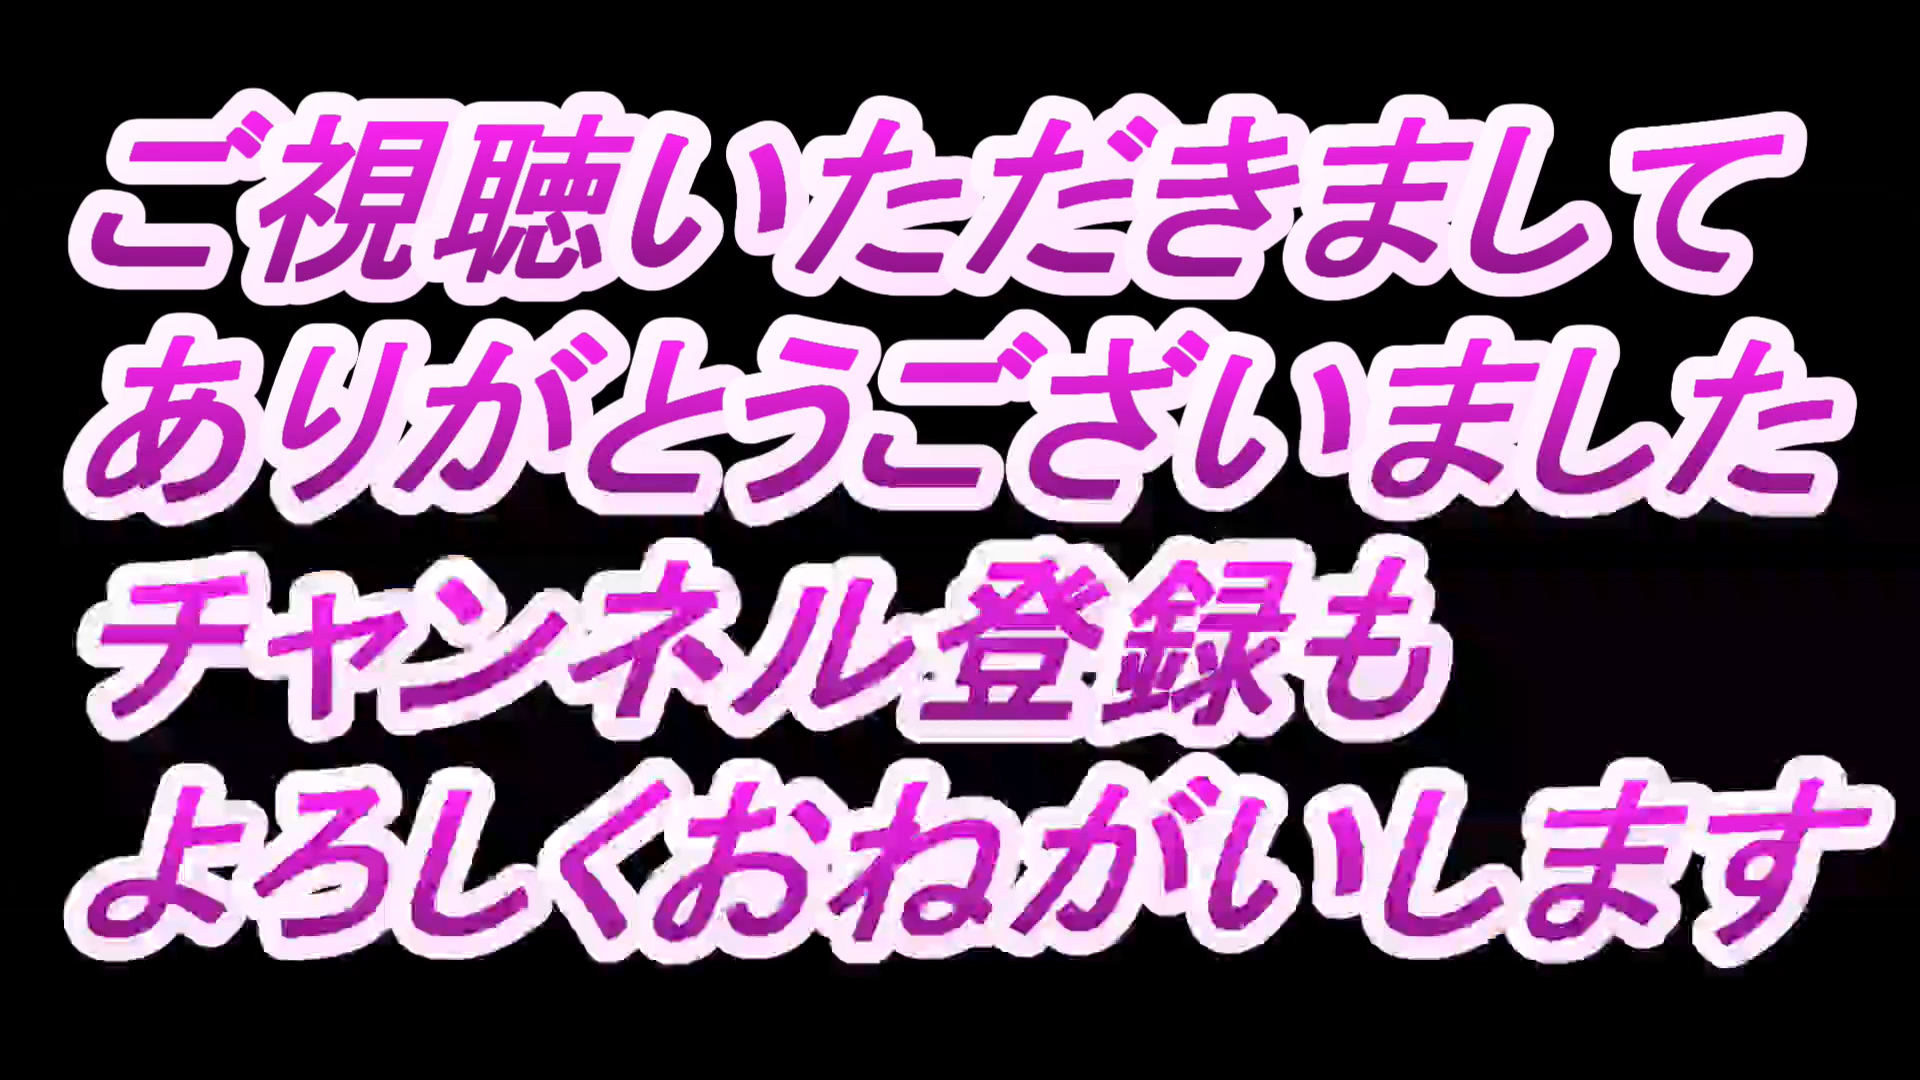 ご視聴いただきまして
ありがとうございました
チャンネル登録も
よろしくおねがいします